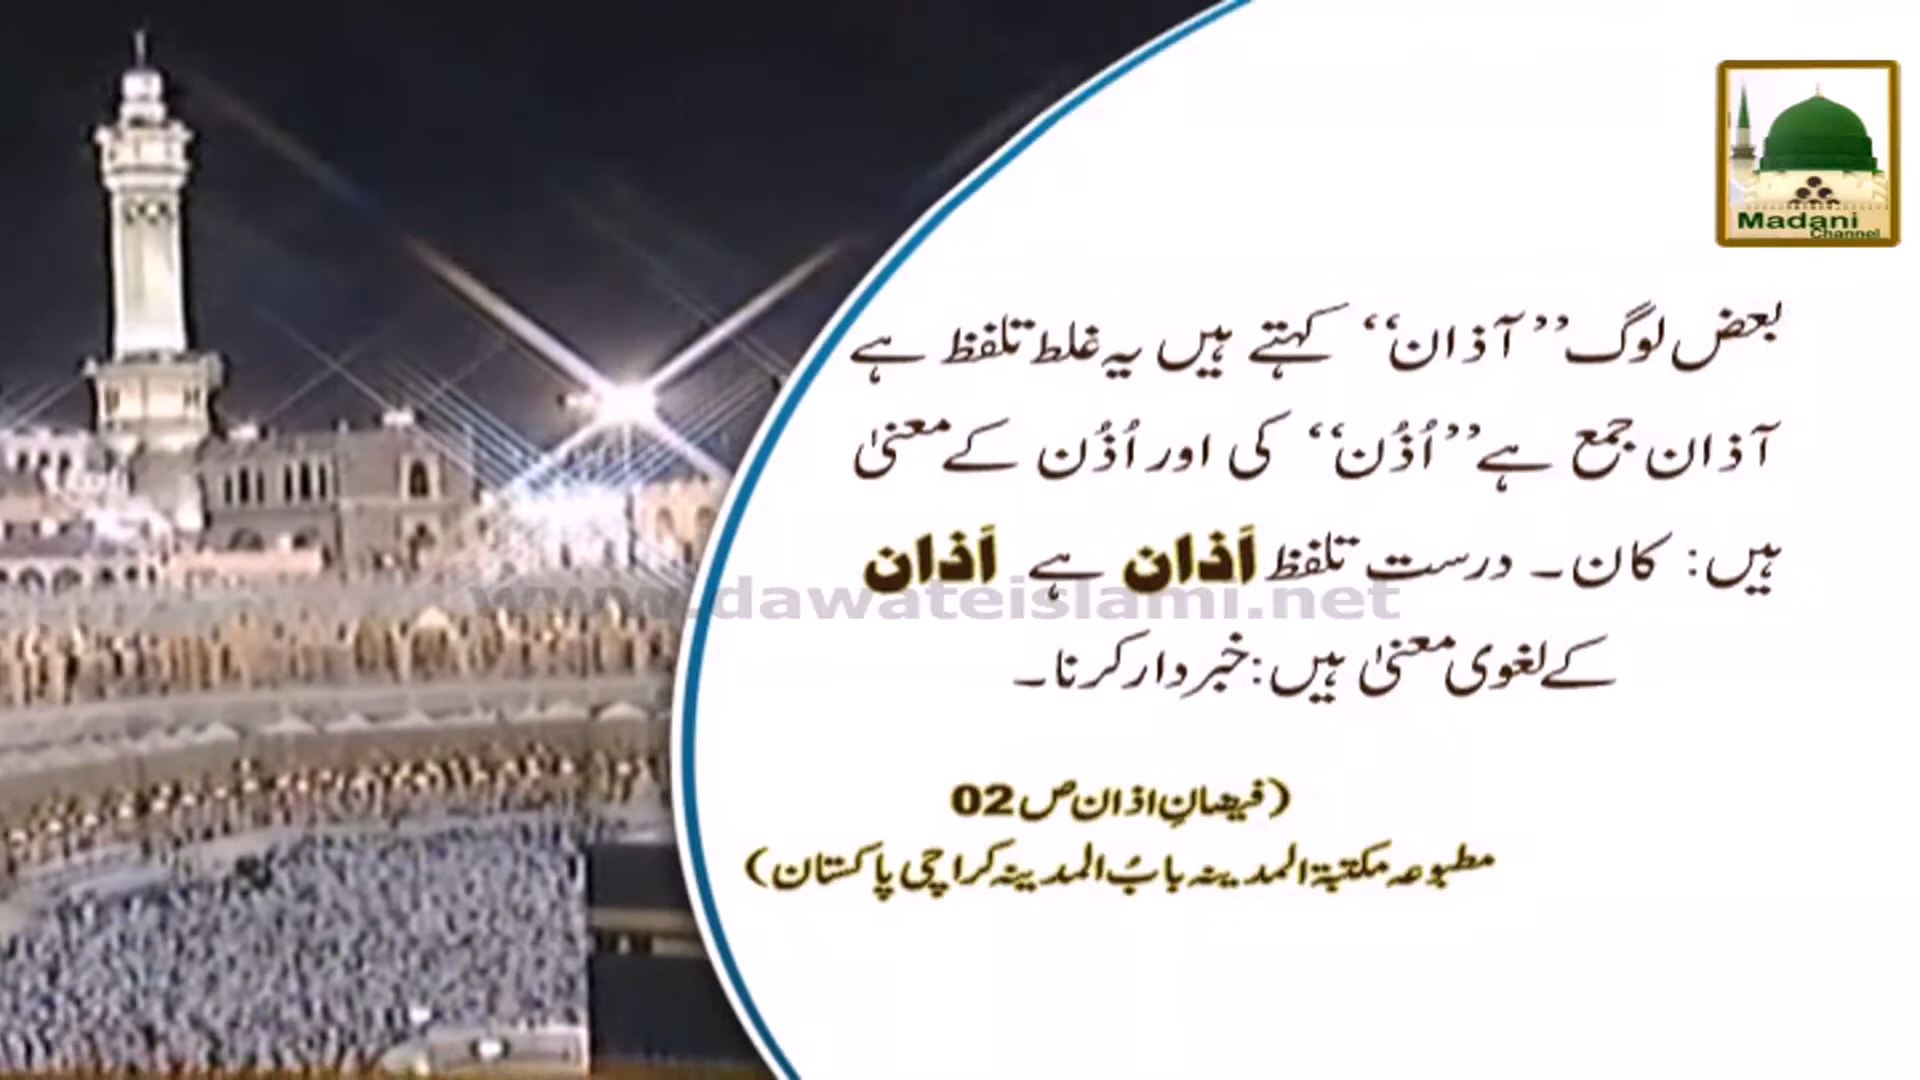 Madani
Channel
بعض لوگ ’’آذان‘‘ کہتے ہیں یہ غلط تلفظ ہے
آذان جمع ہے ’’اُذُن‘‘ کی اور اُذُن کے معنیٰ
ہیں: کان۔ درست تلفظ اَذان ہے اَذان
www.dawateislami.net
کے لغوی معنیٰ ہیں: خبردار کرنا۔
(فیضانِ اذان ص 02
مطبوعہ مکتبۃ المدینہ بابُ المدینہ کراچی پاکستان)